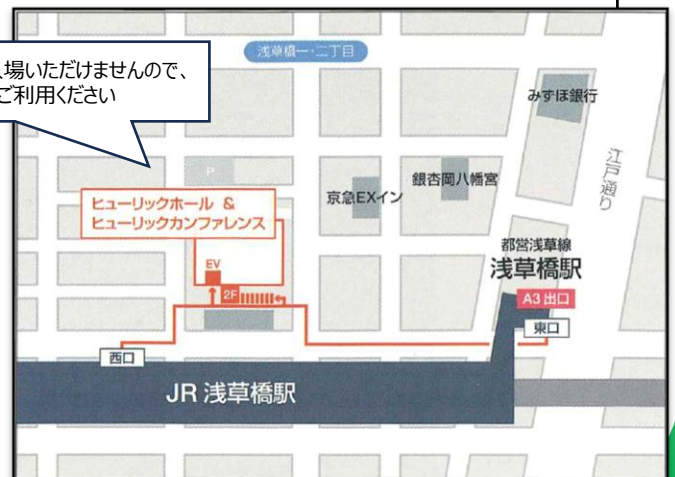 浅草橋一・二丁目
場いただけませんので、
ご利用ください
みずほ銀行
江戸通り
P
銀杏岡八幡宮
京急EXイン
ヒューリックホール &
ヒューリックカンファレンス
都営浅草線
浅草橋駅
EV
2F
A3 出口
東口
西口
JR 浅草橋駅